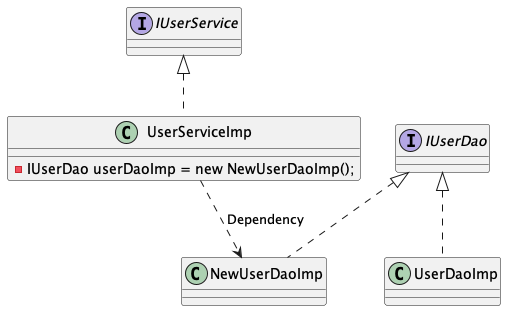 I IUserService
C UserServiceImp
IUserDao userDaoImp = new NewUserDaoImp();
I IUserDao
Dependency
C NewUserDaoImp
C UserDaoImp